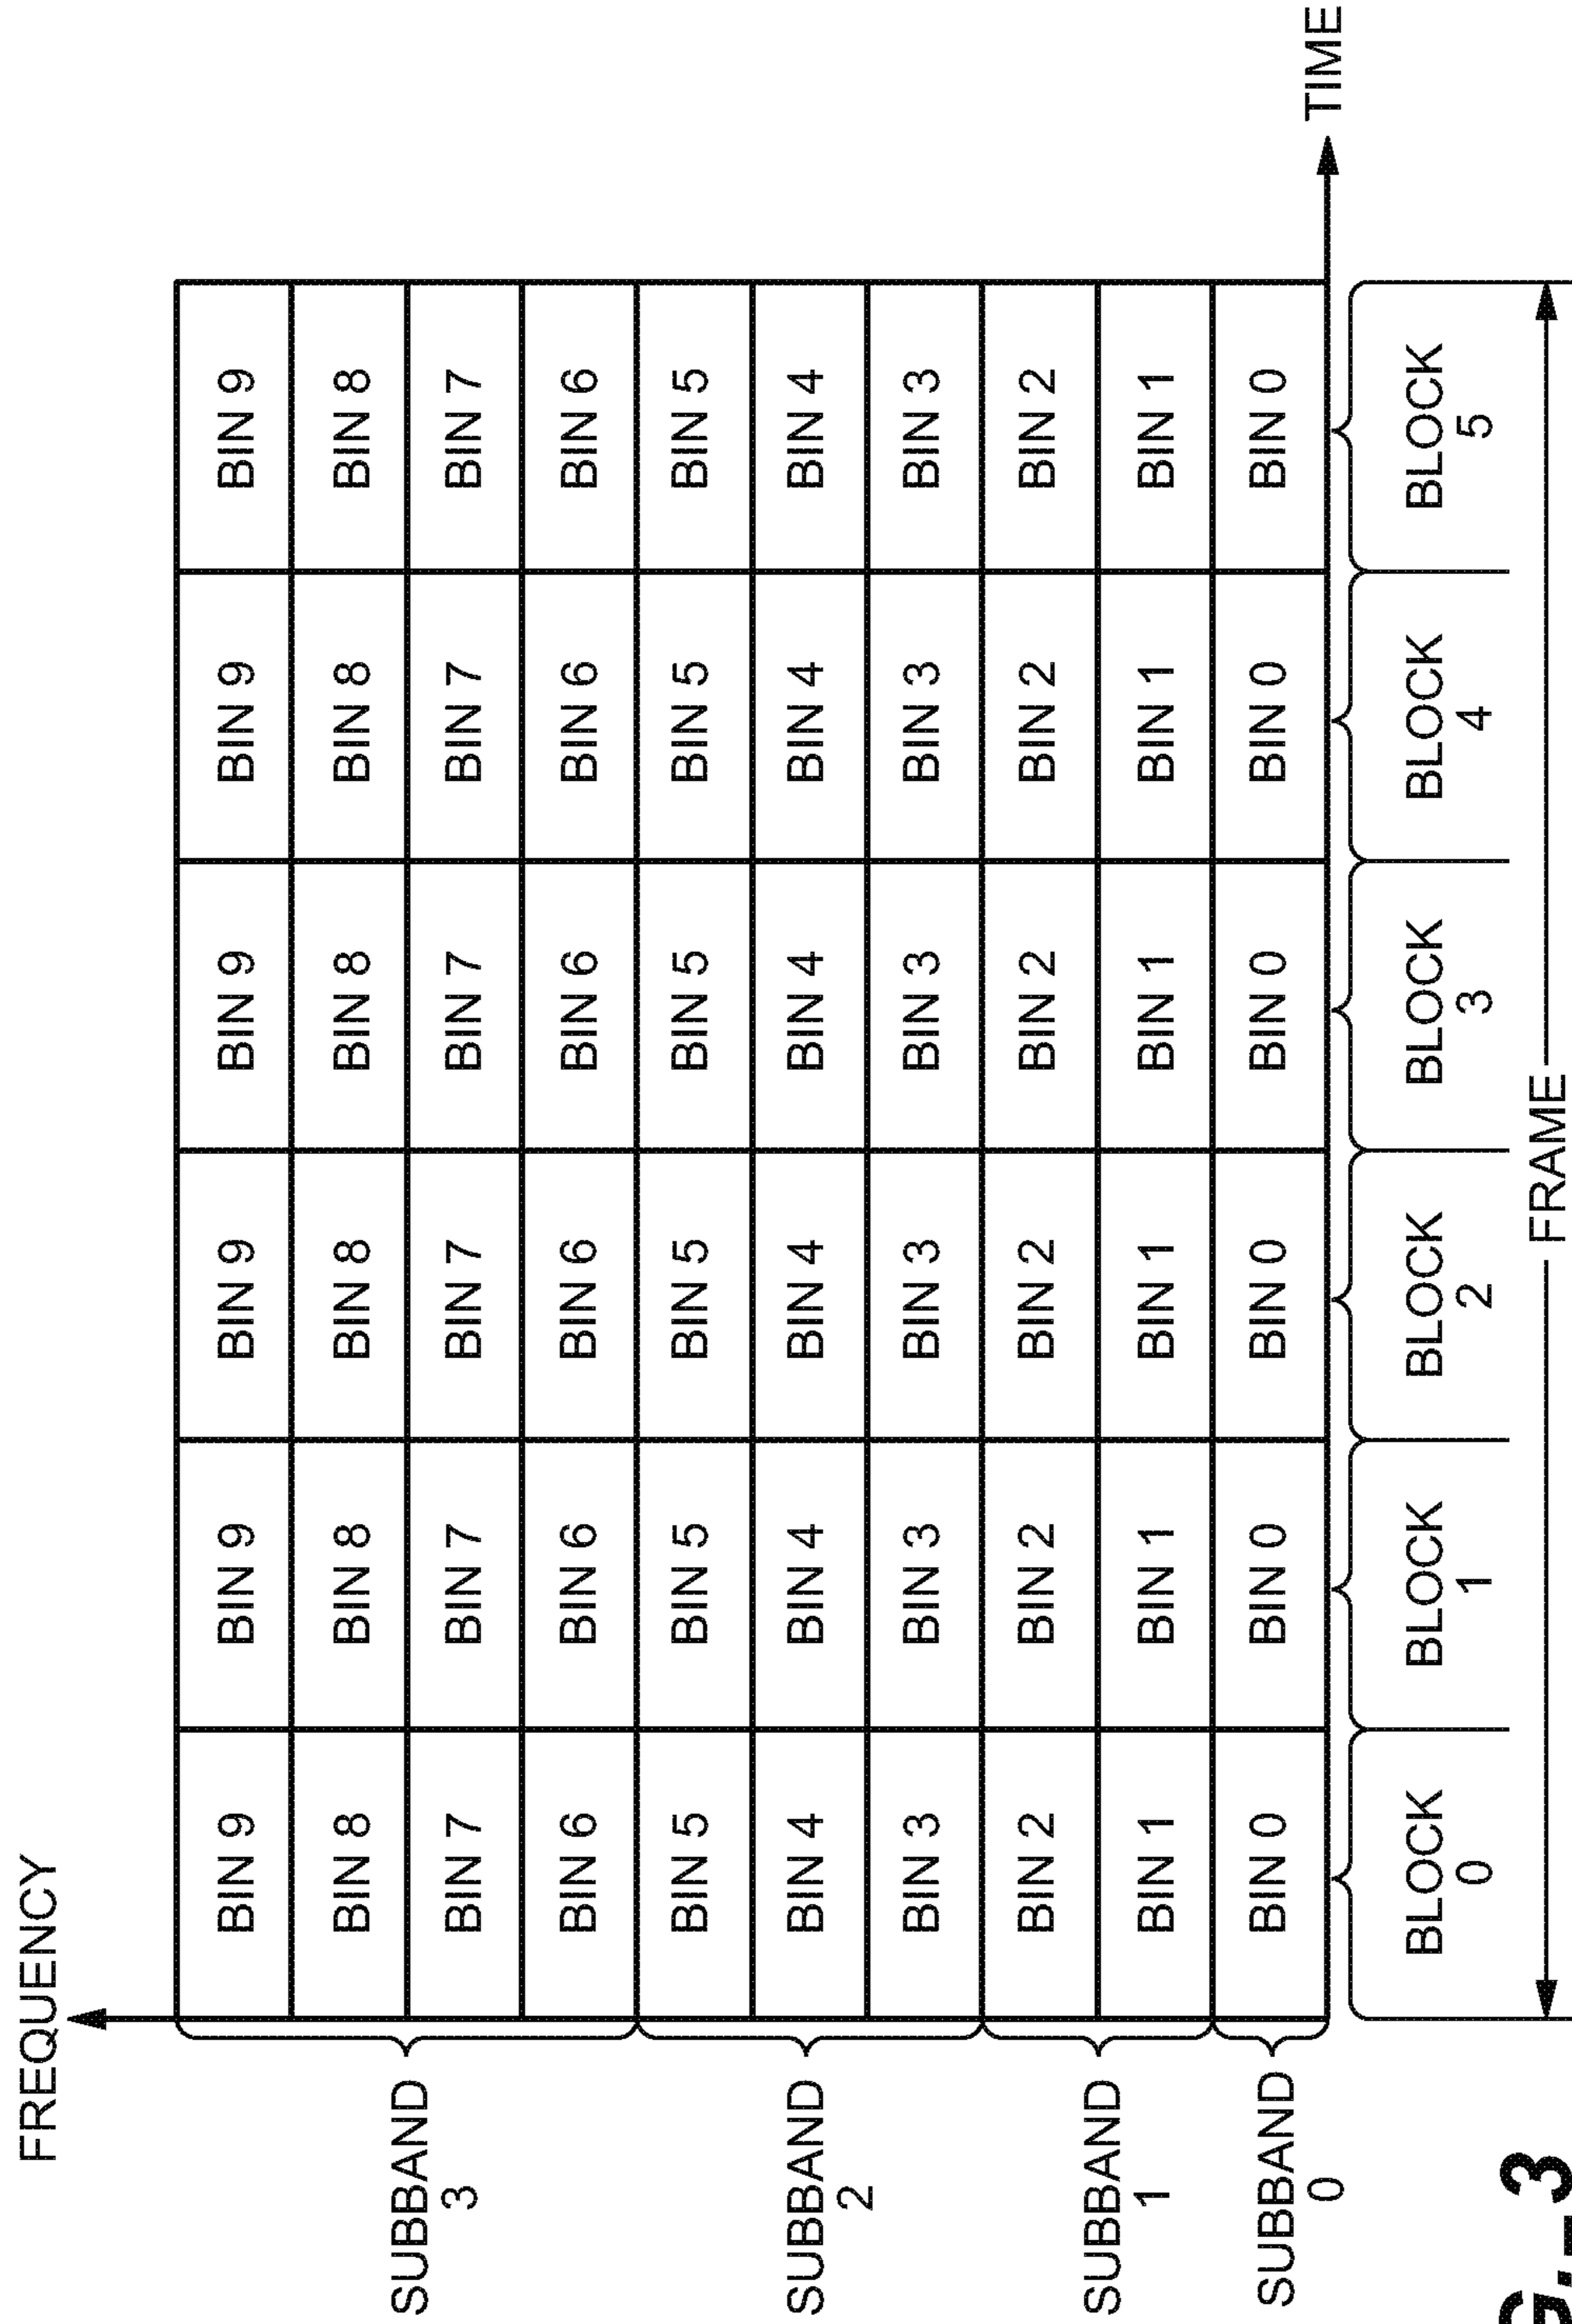 FREQUENCY
SUBBAND
3
BIN 9 BIN 9 BIN 9 BIN 9 BIN 9 BIN 9
BIN 8 BIN 8 BIN 8 BIN 8 BIN 8 BIN 8
BIN 7 BIN 7 BIN 7 BIN 7 BIN 7 BIN 7
BIN 6 BIN 6 BIN 6 BIN 6 BIN 6 BIN 6
SUBBAND
2
BIN 5 BIN 5 BIN 5 BIN 5 BIN 5 BIN 5
BIN 4 BIN 4 BIN 4 BIN 4 BIN 4 BIN 4
BIN 3 BIN 3 BIN 3 BIN 3 BIN 3 BIN 3
SUBBAND
1
BIN 2 BIN 2 BIN 2 BIN 2 BIN 2 BIN 2
BIN 1 BIN 1 BIN 1 BIN 1 BIN 1 BIN 1
SUBBAND
0
BIN 0 BIN 0 BIN 0 BIN 0 BIN 0 BIN 0
TIME
BLOCK BLOCK BLOCK BLOCK BLOCK BLOCK
0 1 2 3 4 5
FRAME
G._ 3